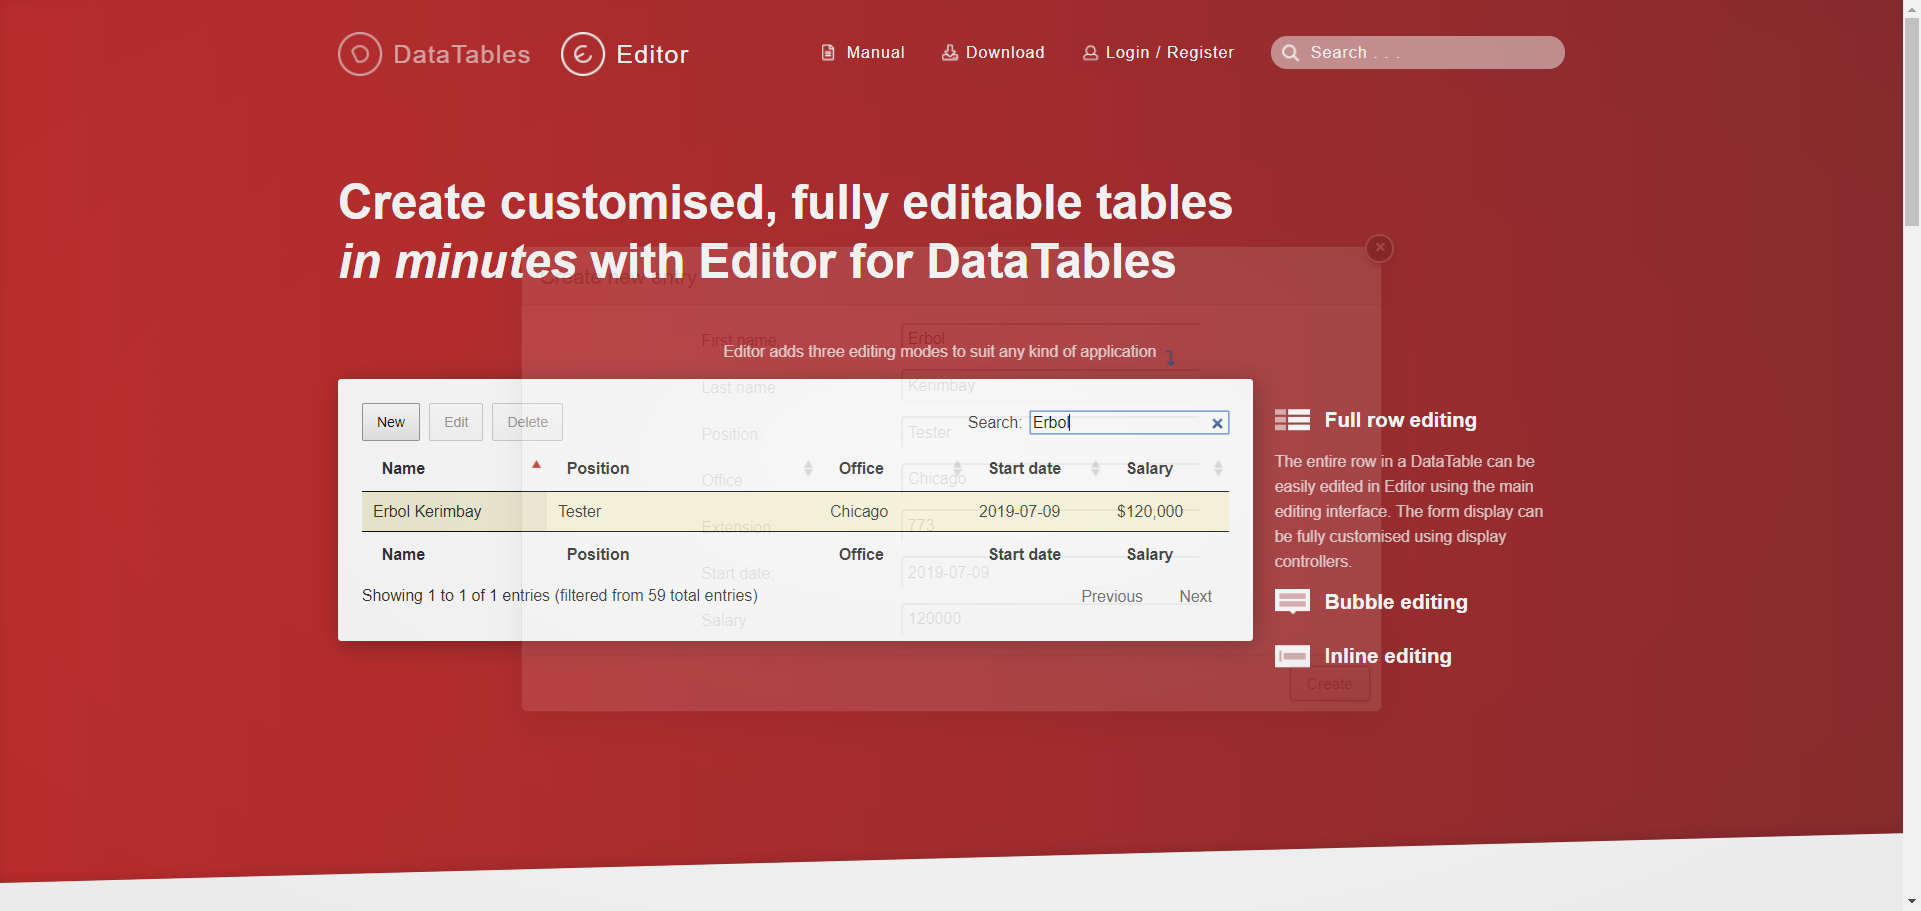 DataTables Editor Manual Download Login / Register Search . . .
Create customised, fully editable tables
in minutes with Editor for DataTables
Create new entry
First name: Erbol
Editor adds three editing modes to suit any kind of application
Last name: Kerimbay
New Edit Delete Search: Erbol
Position: Tester
Name Position Office Start date Salary
Office: Chicago
Erbol Kerimbay Tester Chicago 2019-07-09 $120,000
Extension: 773
Name Position Office Start date Salary
Start date: 2019-07-09
Showing 1 to 1 of 1 entries (filtered from 59 total entries) Previous Next
Salary: 120000
Create
Full row editing
The entire row in a DataTable can be
easily edited in Editor using the main
editing interface. The form display can
be fully customised using display
controllers.
Bubble editing
Inline editing